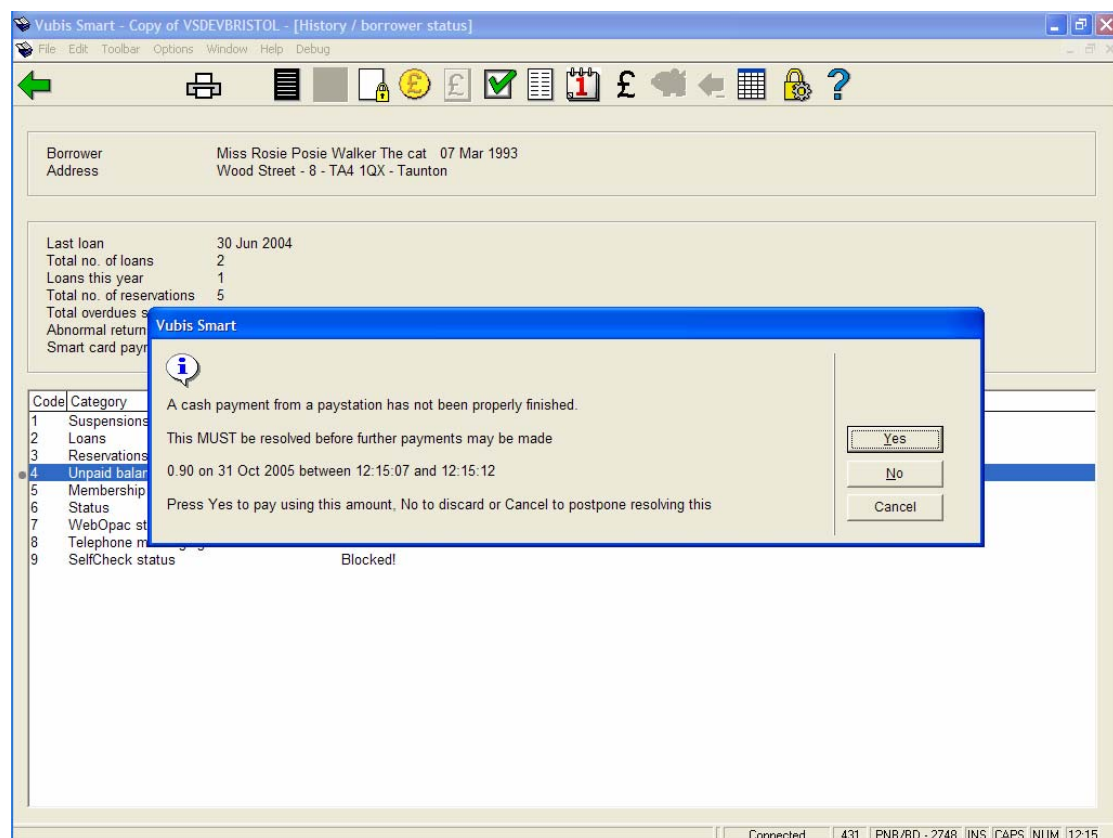 Vubis Smart - Copy of VSDEVBRISTOL - [History / borrower status]
File Edit Toolbar Options Window Help Debug
£ £ 1 £ ?
Borrower Miss Rosie Posie Walker The cat 07 Mar 1993
Address Wood Street - 8 - TA4 1QX - Taunton
Last loan 30 Jun 2004
Total no. of loans 2
Loans this year 1
Total no. of reservations 5
Total overdues s
Abnormal return
Smart card payr
Vubis Smart
A cash payment from a paystation has not been properly finished.
This MUST be resolved before further payments may be made
0.90 on 31 Oct 2005 between 12:15:07 and 12:15:12
Press Yes to pay using this amount, No to discard or Cancel to postpone resolving this
Yes
No
Cancel
Code Category
1 Suspensions
2 Loans
3 Reservations
4 Unpaid balar
5 Membership
6 Status
7 WebOpac st
8 Telephone m
9 SelfCheck status Blocked!
Connected 431 PNB/BD - 2748 INS CAPS NUM 12:15